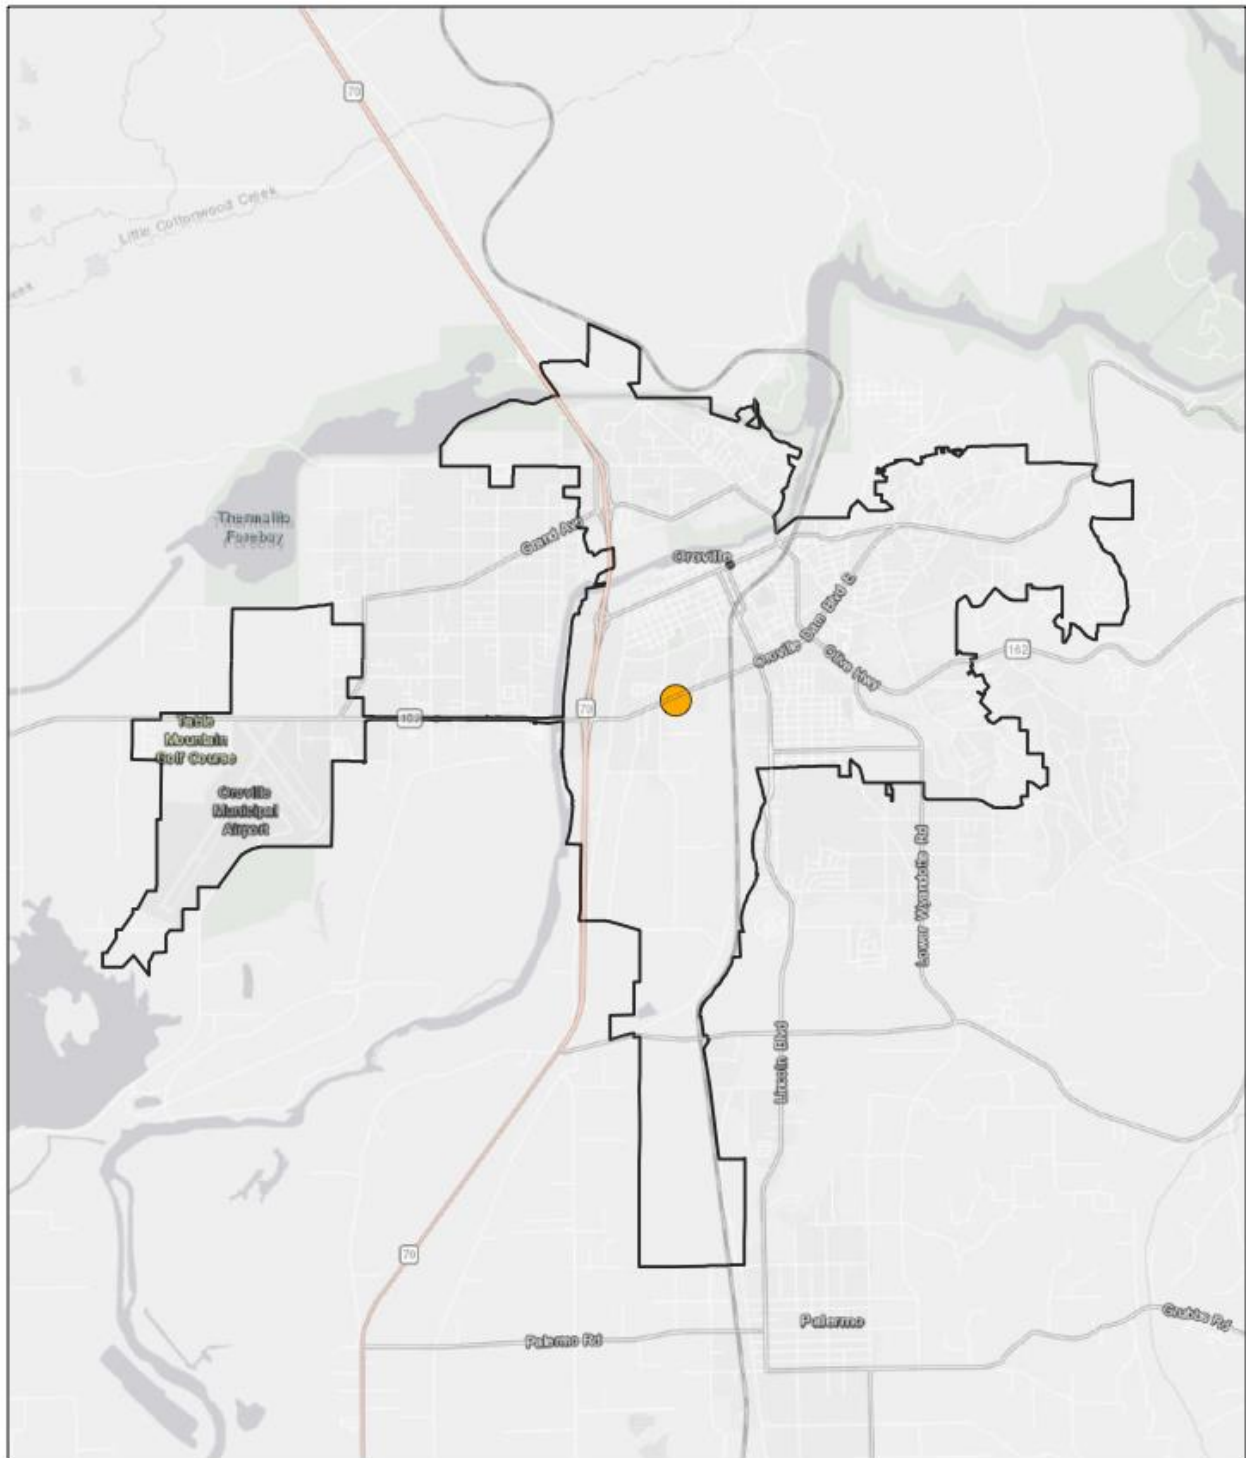 70
Little Cottonwood Creek
eek
Thermalito
Forebay
Grand Ave
Oroville
Oroville Dam Blvd E
Olive Hwy
162
70
162
Table
Mountain
Golf Course
Oroville
Municipal
Airport
Lower Wyandotte Rd
Lincoln Blvd
70
Palermo
Grubbs Rd
Palermo Rd